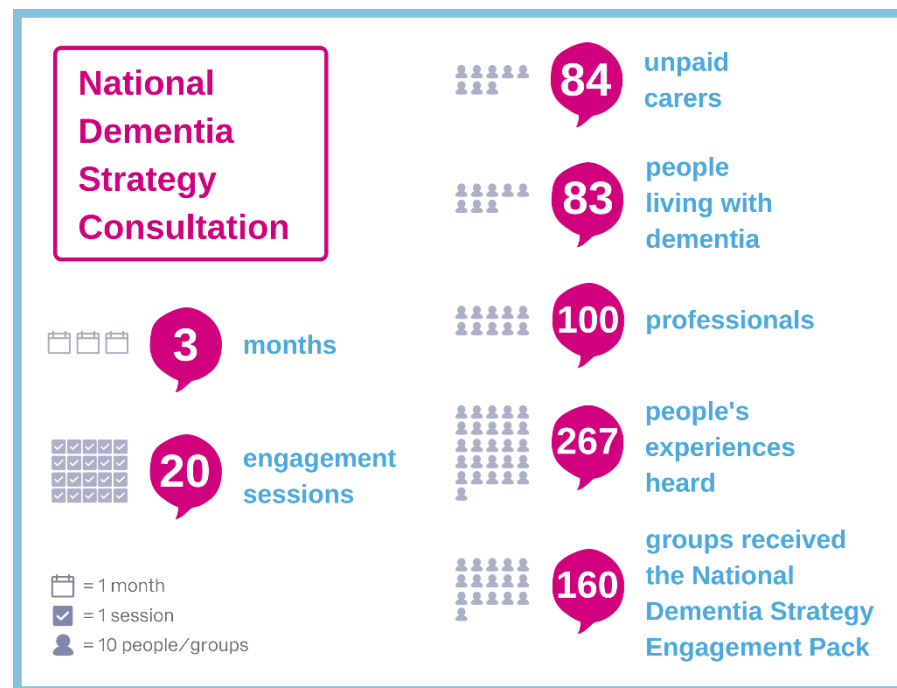 National
Dementia
Strategy
Consultation
3
months
20
engagement
sessions
= 1 month
= 1 session
= 10 people/groups
84
unpaid
carers
83
people
living with
dementia
100
professionals
267
people's
experiences
heard
160
groups received
the National
Dementia Strategy
Engagement Pack